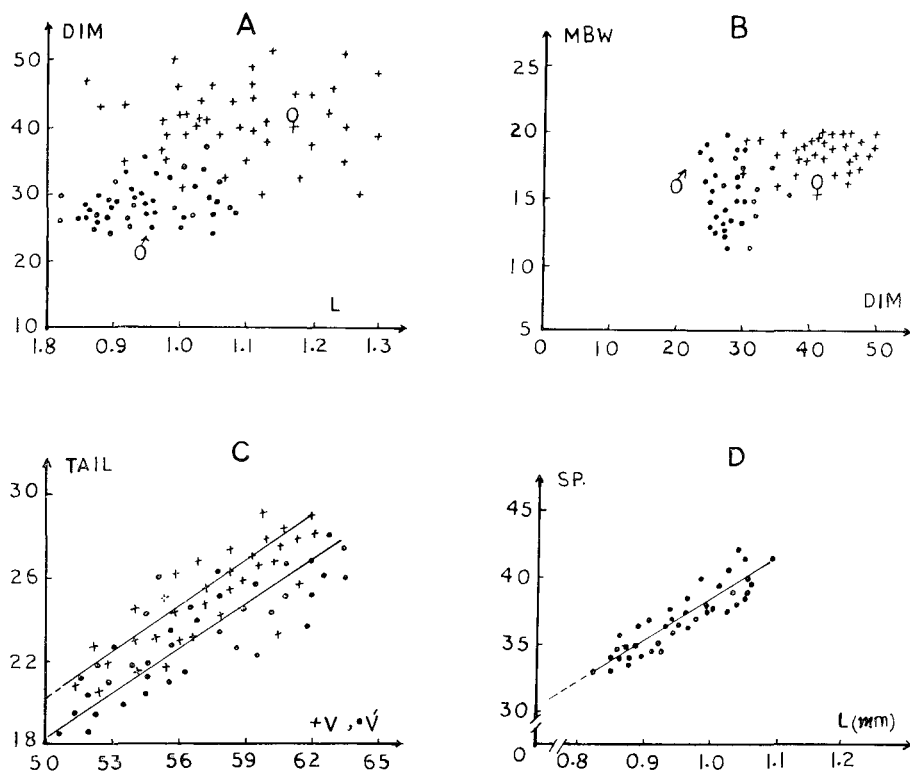 A
DIM
50
40
30
20
10
♀
♂
L
1.8 0.9 1.0 1.1 1.2 1.3
B
MBW
25
20
15
10
5
♂
♀
DIM
0 10 20 30 40 50
C
TAIL
30
26
22
18
+V , •V́
50 53 56 59 62 65
D
SP.
45
40
35
30
0
L (mm)
0.8 0.9 1.0 1.1 1.2